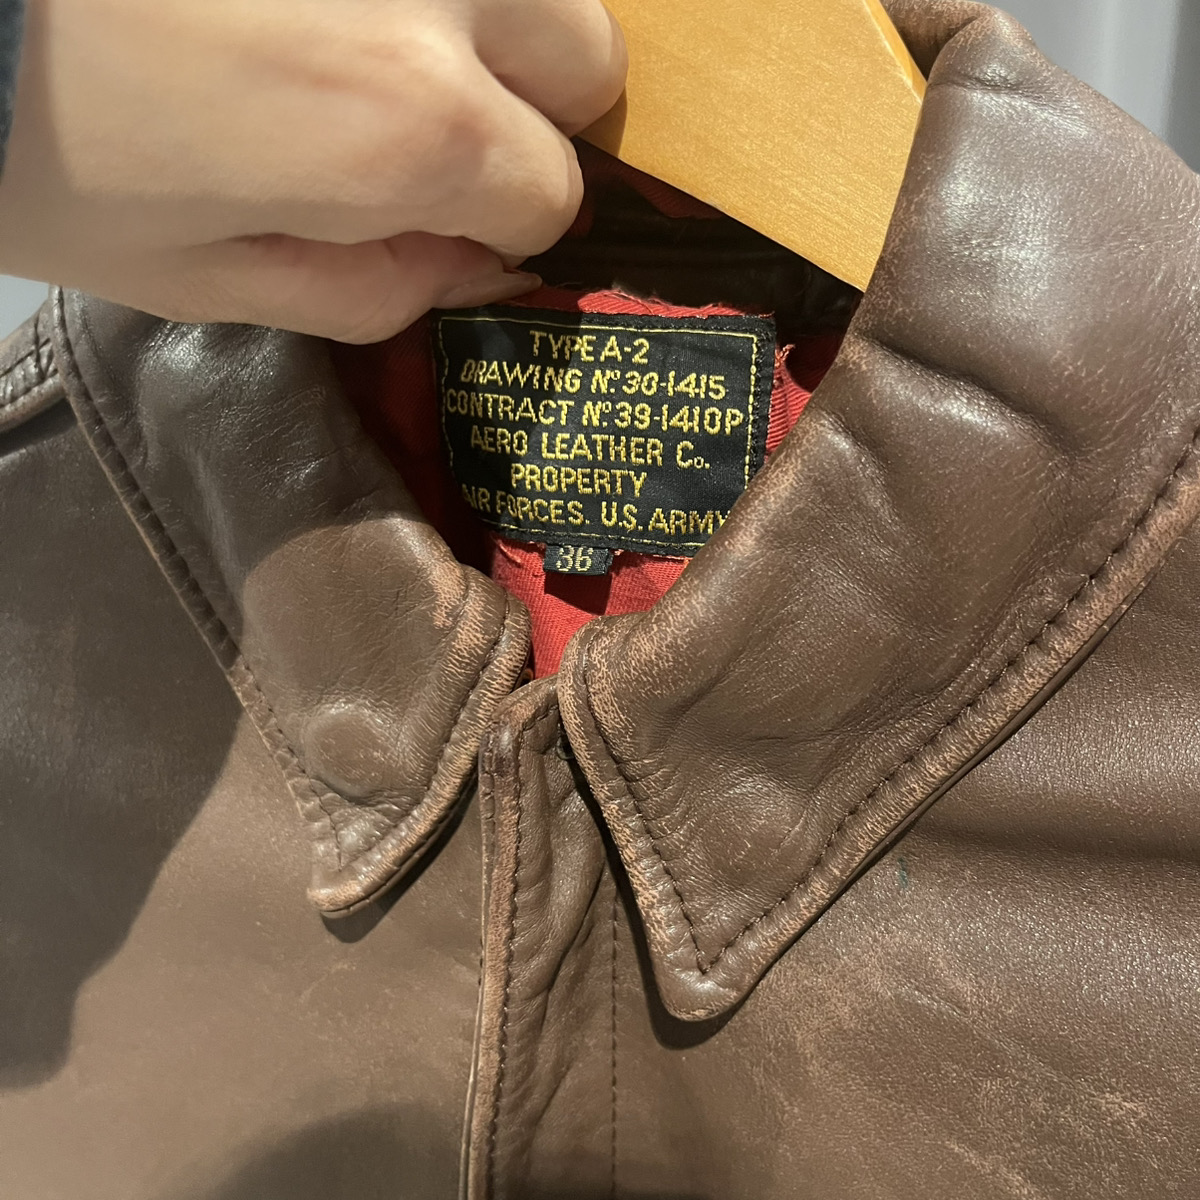 TYPE A-2
DRAWING Nº 30-1415
CONTRACT Nº 39-1410P
AERO LEATHER Co.
PROPERTY
AIR FORCES. U.S. ARMY
36